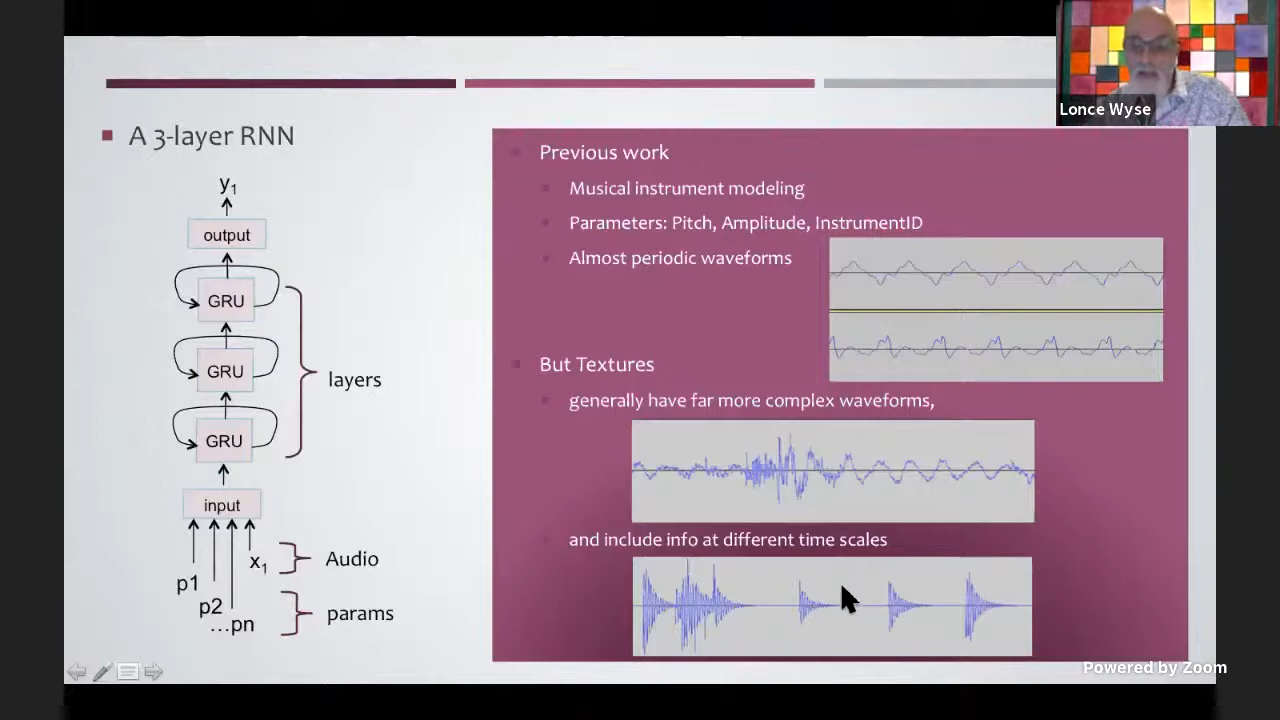 Lonce Wyse
A 3-layer RNN
y1
output
GRU
GRU
GRU
layers
input
x1
Audio
p1
p2
...pn
params
Previous work
Musical instrument modeling
Parameters: Pitch, Amplitude, InstrumentID
Almost periodic waveforms
But Textures
generally have far more complex waveforms,
and include info at different time scales
Powered by Zoom